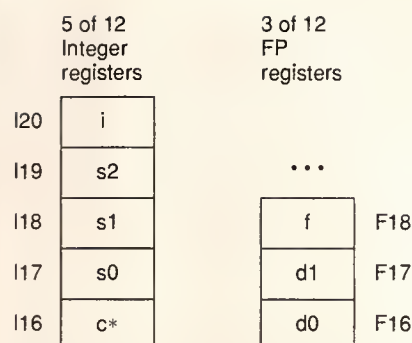 5 of 12
Integer
registers
3 of 12
FP
registers
I20 i
I19 s2 • • •
I18 s1 f F18
I17 s0 d1 F17
I16 c* d0 F16